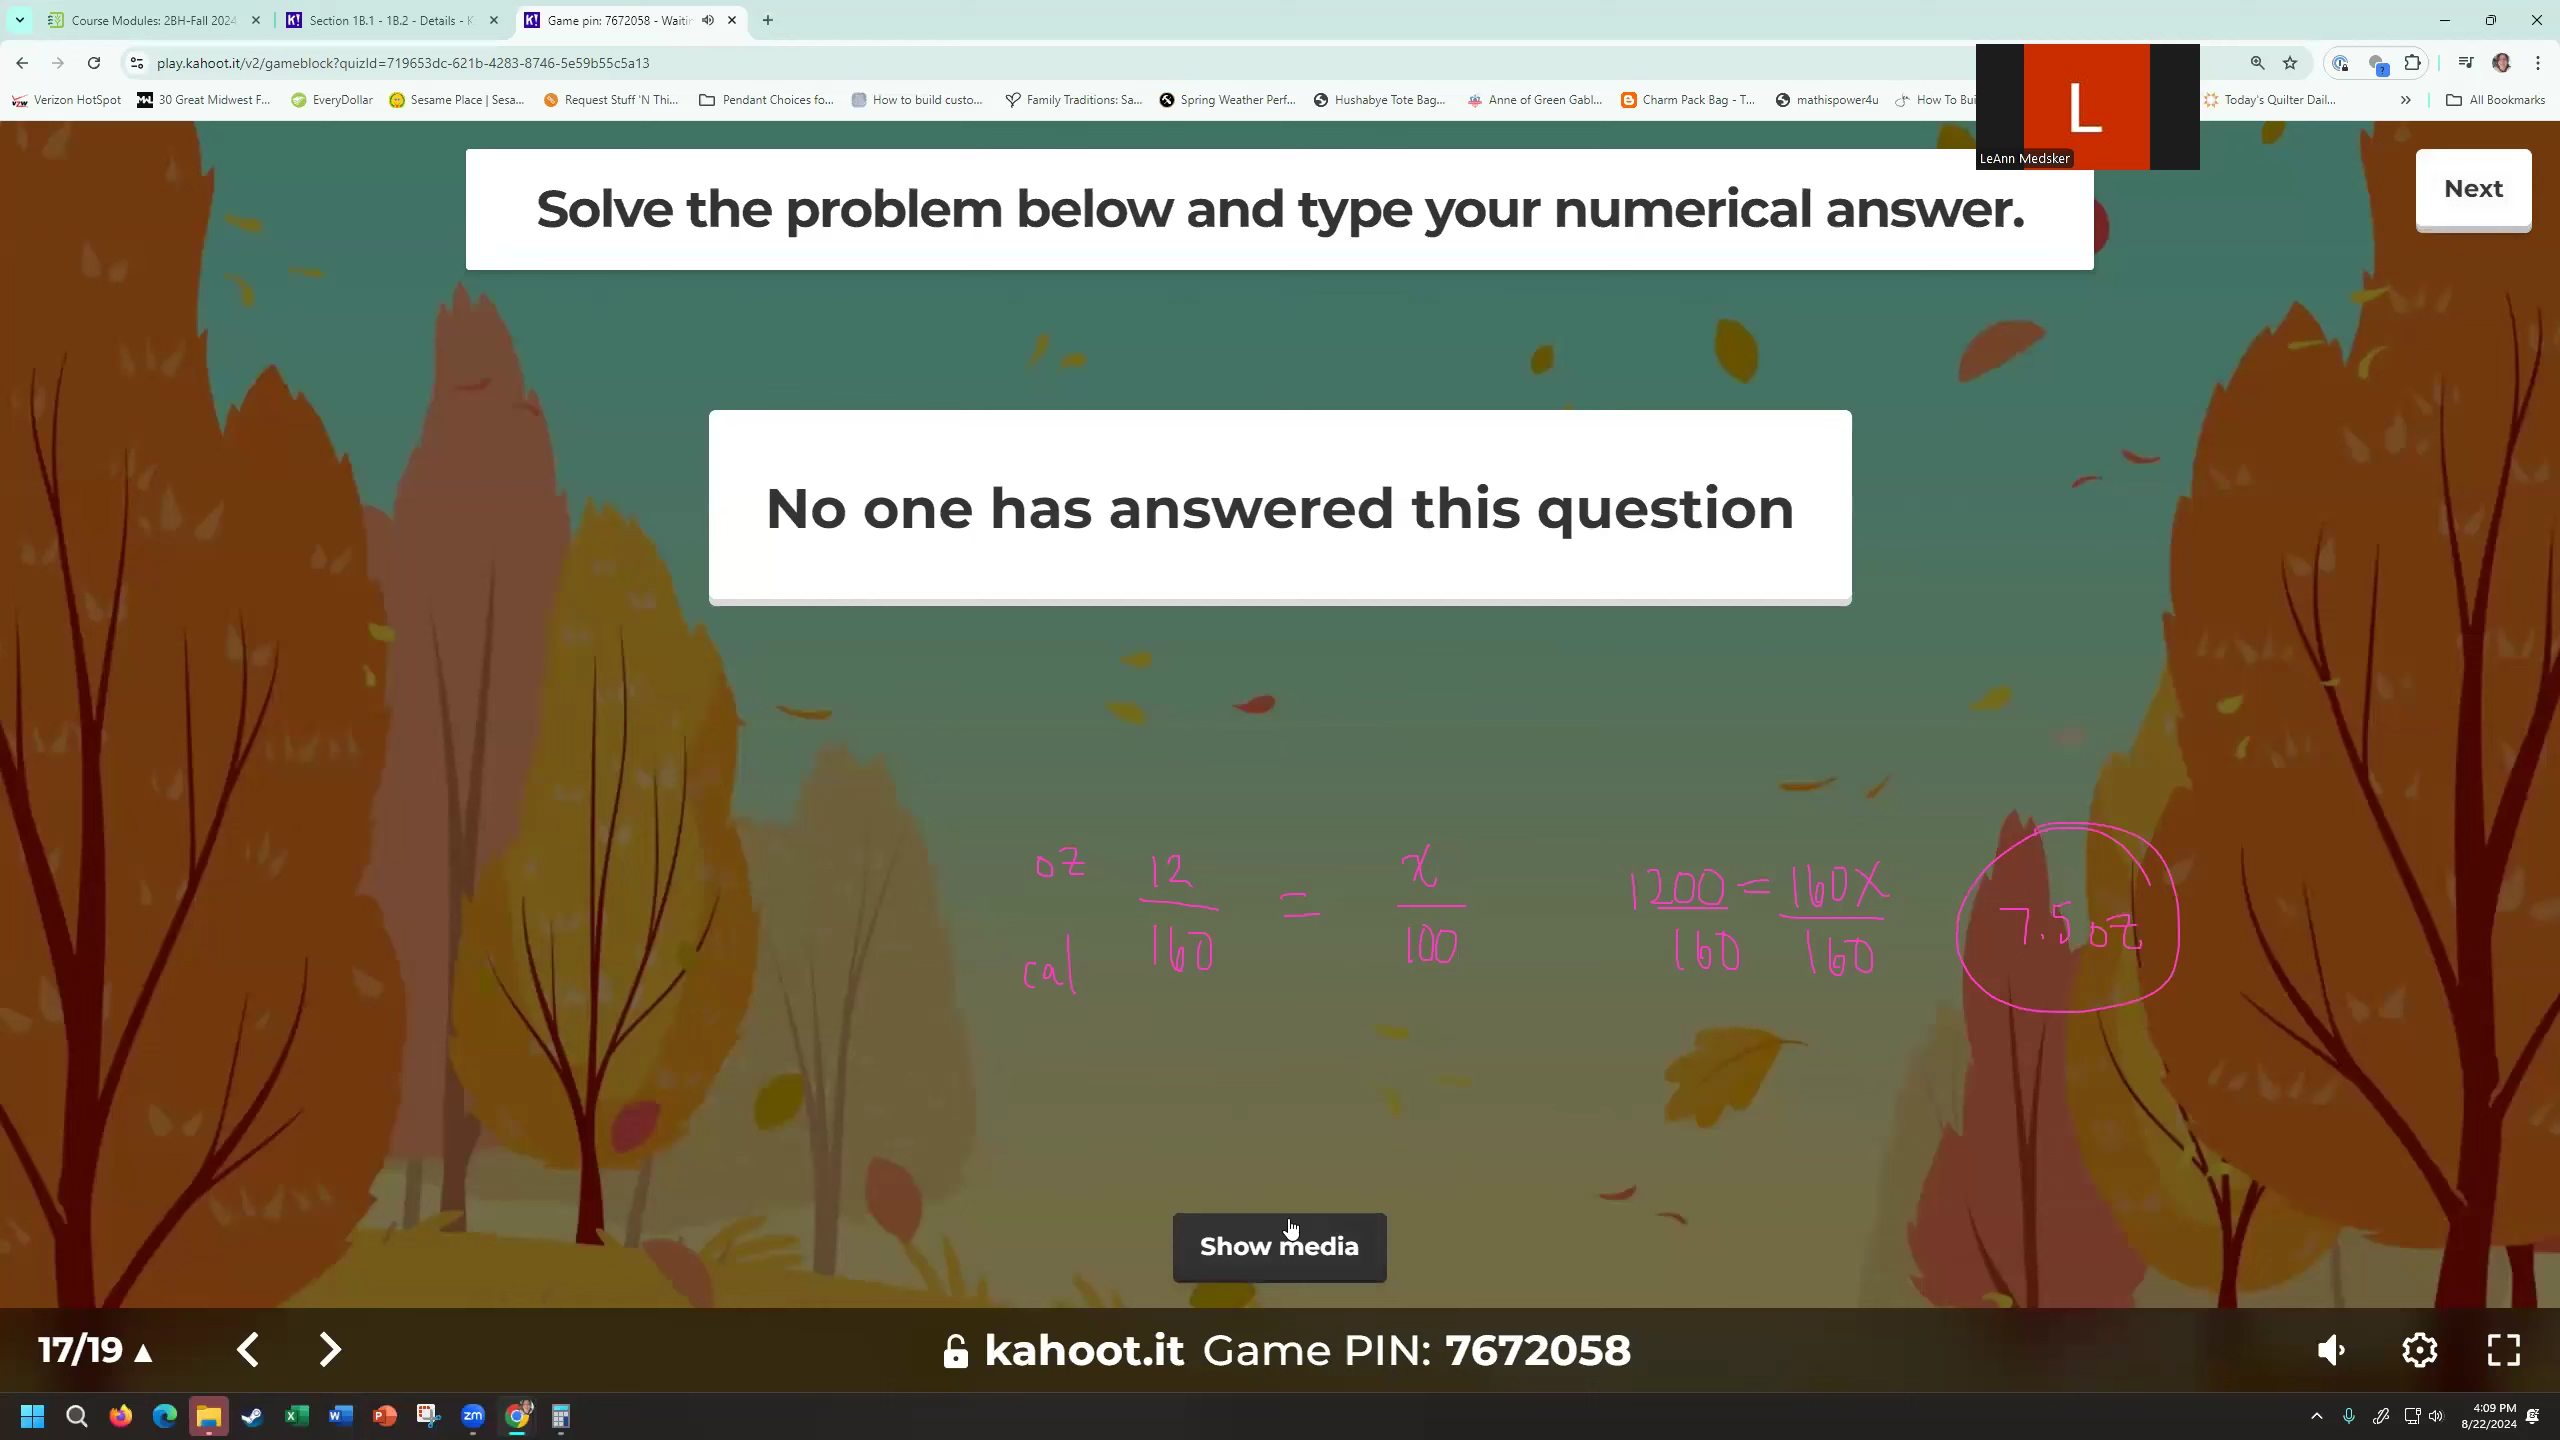 Course Modules: 2BH-Fall 2024
Section 1B.1 - 1B.2 - Details - K
Game pin: 7672058 - Waitin
play.kahoot.it/v2/gameblock?quizId=719653dc-621b-4283-8746-5e59b55c5a13
Verizon HotSpot
30 Great Midwest F...
EveryDollar
Sesame Place | Sesa...
Request Stuff 'N Thi...
Pendant Choices fo...
How to build custo...
Family Traditions: Sa...
Spring Weather Perf...
Hushabye Tote Bag...
Anne of Green Gabl...
Charm Pack Bag - T...
mathispower4u
How To Bui
Today's Quilter Dail...
All Bookmarks
L
LeAnn Medsker
Solve the problem below and type your numerical answer.
Next
No one has answered this question
oz 12 = x
cal 160 100
1200 = 160x
160 160
7.5 oz
Show media
17/19
kahoot.it Game PIN: 7672058
4:09 PM
8/22/2024